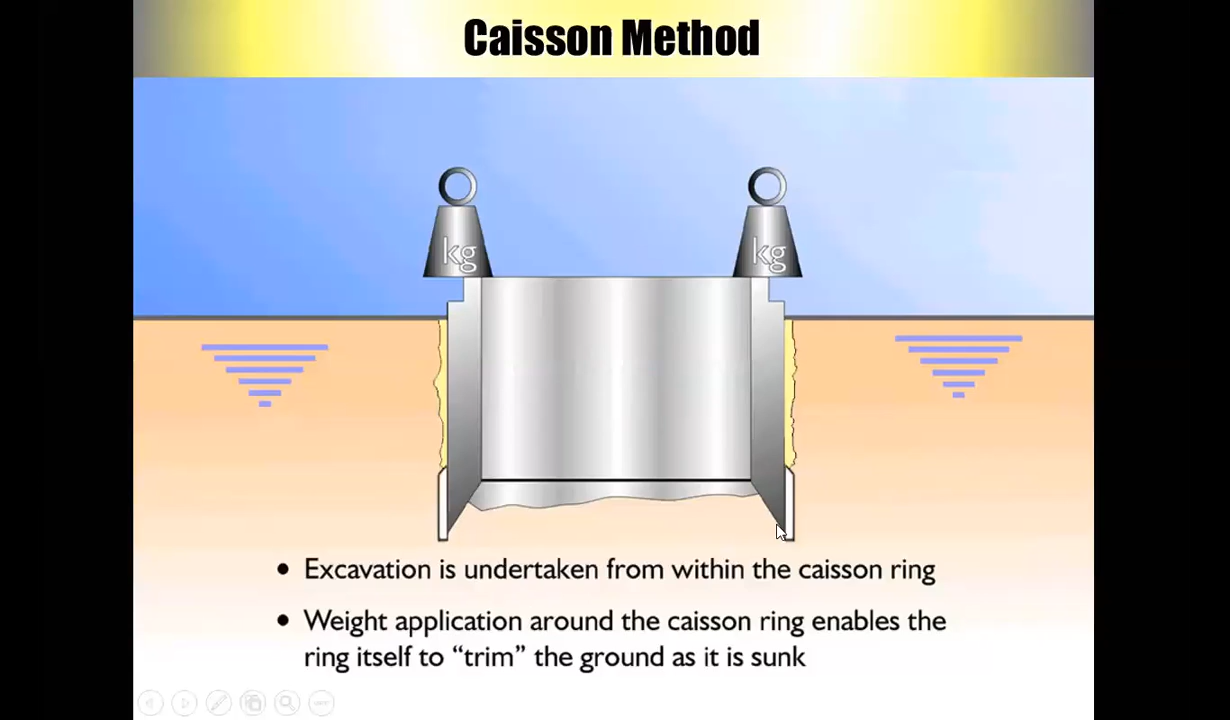 Caisson Method
kg kg
• Excavation is undertaken from within the caisson ring
• Weight application around the caisson ring enables the
ring itself to “trim” the ground as it is sunk